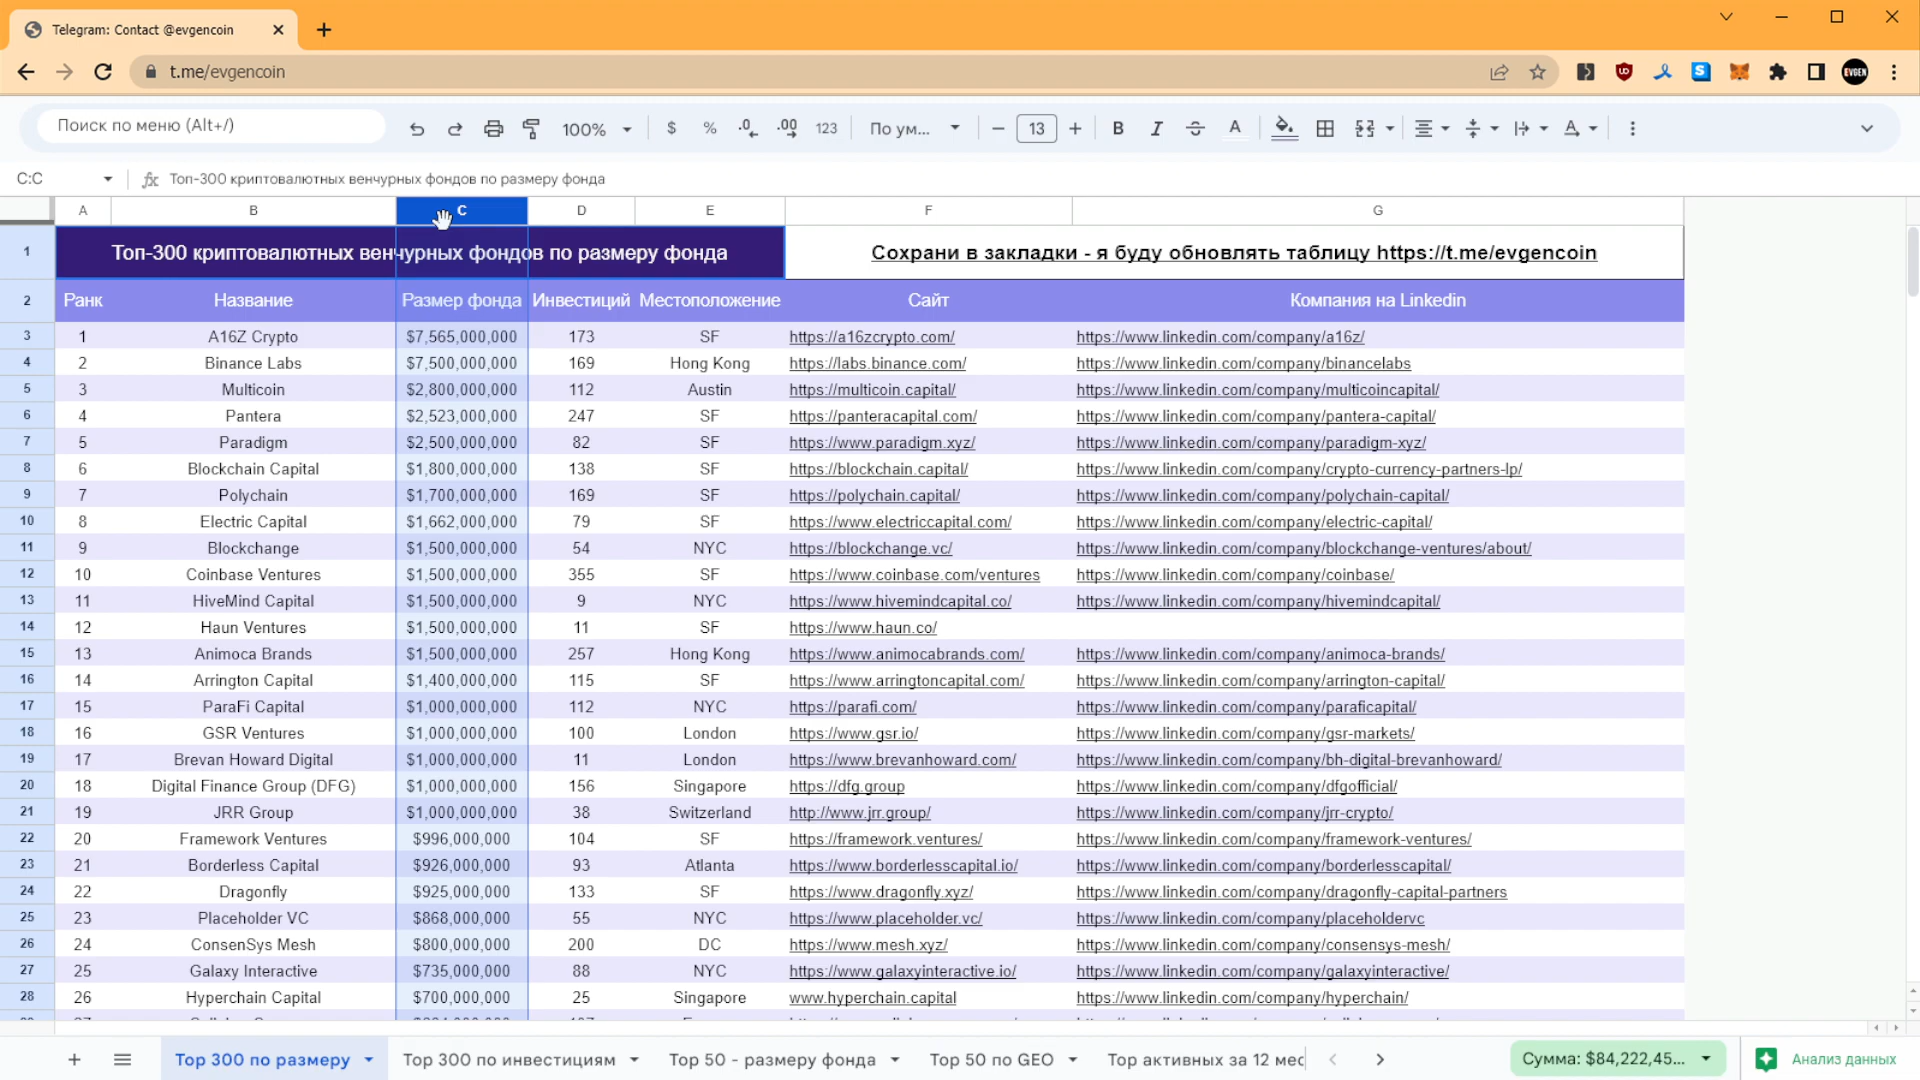 Telegram: Contact @evgencoin
t.me/evgencoin
EVGEN
Поиск по меню (Alt+/)
100%
$ % .0 .00 123
По ум...
13
B I A
C:C
fx Топ-300 криптовалютных венчурных фондов по размеру фонда
A B C D E F G
1 Топ-300 криптовалютных венчурных фондов по размеру фонда Сохрани в закладки - я буду обновлять таблицу https://t.me/evgencoin
2 Ранк Название Размер фонда Инвестиций Местоположение Сайт Компания на Linkedin
3 1 A16Z Crypto $7,565,000,000 173 SF https://a16zcrypto.com/ https://www.linkedin.com/company/a16z/
4 2 Binance Labs $7,500,000,000 169 Hong Kong https://labs.binance.com/ https://www.linkedin.com/company/binancelabs
5 3 Multicoin $2,800,000,000 112 Austin https://multicoin.capital/ https://www.linkedin.com/company/multicoincapital/
6 4 Pantera $2,523,000,000 247 SF https://panteracapital.com/ https://www.linkedin.com/company/pantera-capital/
7 5 Paradigm $2,500,000,000 82 SF https://www.paradigm.xyz/ https://www.linkedin.com/company/paradigm-xyz/
8 6 Blockchain Capital $1,800,000,000 138 SF https://blockchain.capital/ https://www.linkedin.com/company/crypto-currency-partners-lp/
9 7 Polychain $1,700,000,000 169 SF https://polychain.capital/ https://www.linkedin.com/company/polychain-capital/
10 8 Electric Capital $1,662,000,000 79 SF https://www.electriccapital.com/ https://www.linkedin.com/company/electric-capital/
11 9 Blockchange $1,500,000,000 54 NYC https://blockchange.vc/ https://www.linkedin.com/company/blockchange-ventures/about/
12 10 Coinbase Ventures $1,500,000,000 355 SF https://www.coinbase.com/ventures https://www.linkedin.com/company/coinbase/
13 11 HiveMind Capital $1,500,000,000 9 NYC https://www.hivemindcapital.co/ https://www.linkedin.com/company/hivemindcapital/
14 12 Haun Ventures $1,500,000,000 11 SF https://www.haun.co/
15 13 Animoca Brands $1,500,000,000 257 Hong Kong https://www.animocabrands.com/ https://www.linkedin.com/company/animoca-brands/
16 14 Arrington Capital $1,400,000,000 115 SF https://www.arringtoncapital.com/ https://www.linkedin.com/company/arrington-capital/
17 15 ParaFi Capital $1,000,000,000 112 NYC https://parafi.com/ https://www.linkedin.com/company/paraficapital/
18 16 GSR Ventures $1,000,000,000 100 London https://www.gsr.io/ https://www.linkedin.com/company/gsr-markets/
19 17 Brevan Howard Digital $1,000,000,000 11 London https://www.brevanhoward.com/ https://www.linkedin.com/company/bh-digital-brevanhoward/
20 18 Digital Finance Group (DFG) $1,000,000,000 156 Singapore https://dfg.group https://www.linkedin.com/company/dfgofficial/
21 19 JRR Group $1,000,000,000 38 Switzerland http://www.jrr.group/ https://www.linkedin.com/company/jrr-crypto/
22 20 Framework Ventures $996,000,000 104 SF https://framework.ventures/ https://www.linkedin.com/company/framework-ventures/
23 21 Borderless Capital $926,000,000 93 Atlanta https://www.borderlesscapital.io/ https://www.linkedin.com/company/borderlesscapital/
24 22 Dragonfly $925,000,000 133 SF https://www.dragonfly.xyz/ https://www.linkedin.com/company/dragonfly-capital-partners
25 23 Placeholder VC $868,000,000 55 NYC https://www.placeholder.vc/ https://www.linkedin.com/company/placeholdervc
26 24 ConsenSys Mesh $800,000,000 200 DC https://www.mesh.xyz/ https://www.linkedin.com/company/consensys-mesh/
27 25 Galaxy Interactive $735,000,000 88 NYC https://www.galaxyinteractive.io/ https://www.linkedin.com/company/galaxyinteractive/
28 26 Hyperchain Capital $700,000,000 25 Singapore www.hyperchain.capital https://www.linkedin.com/company/hyperchain/
Top 300 по размеру Top 300 по инвестициям Top 50 - размеру фонда Top 50 по GEO Top активных за 12 мес
Сумма: $84,222,45...
Анализ данных